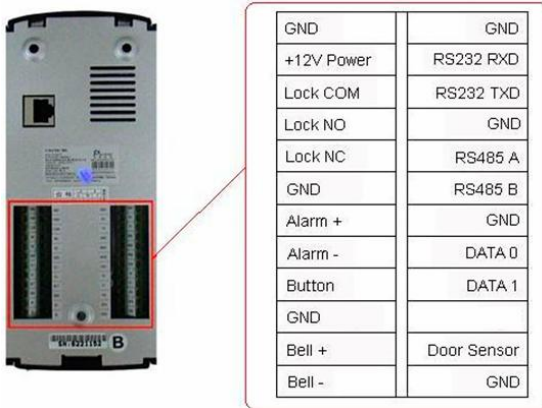 GND GND
+12V Power RS232 RXD
Lock COM RS232 TXD
Lock NO GND
Lock NC RS485 A
GND RS485 B
Alarm + GND
Alarm - DATA 0
Button DATA 1
GND
Bell + Door Sensor
Bell - GND
B